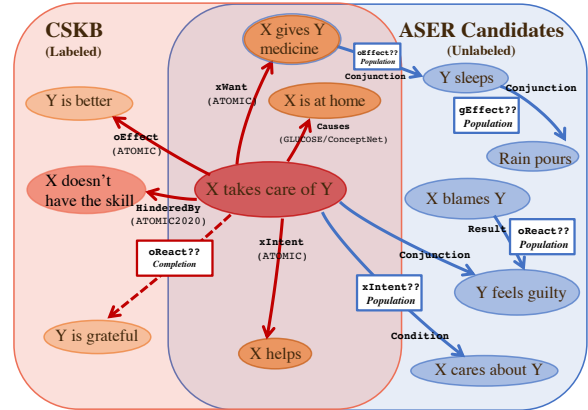 CSKB
(Labeled)
ASER Candidates
(Unlabeled)
X gives Y
medicine
oEffect??
Population
Conjunction
Y sleeps
Conjunction
gEffect??
Population
Rain pours
xWant
(ATOMIC)
Y is better
oEffect
(ATOMIC)
X is at home
Causes
(GLUCOSE/ConceptNet)
X doesn't
have the skill
HinderedBy
(ATOMIC2020)
X takes care of Y
X blames Y
Result
oReact??
Population
oReact??
Completion
xIntent
(ATOMIC)
Conjunction
xIntent??
Population
Y feels guilty
Condition
Y is grateful
X helps
X cares about Y